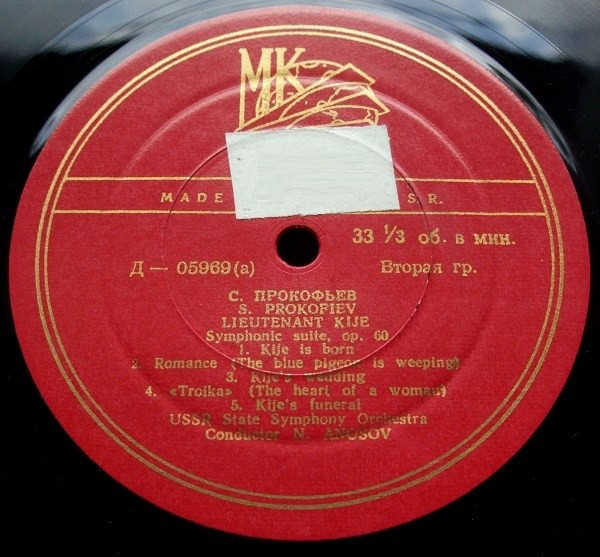 МК
MADE S.R.
33 ⅓ об. в мин.
Д — 05969 (а) Вторая гр.
С. ПРОКОФЬЕВ
S. PROKOFIEV
LIEUTENANT KIJE
Symphonic suite, op. 60
1. Kije is born
2. Romance (The blue pigeon is weeping)
3. Kije's wedding
4. «Troika» (The heart of a woman)
5. Kije's funeral
USSR State Symphony Orchestra
Conductor N. ANOSOV